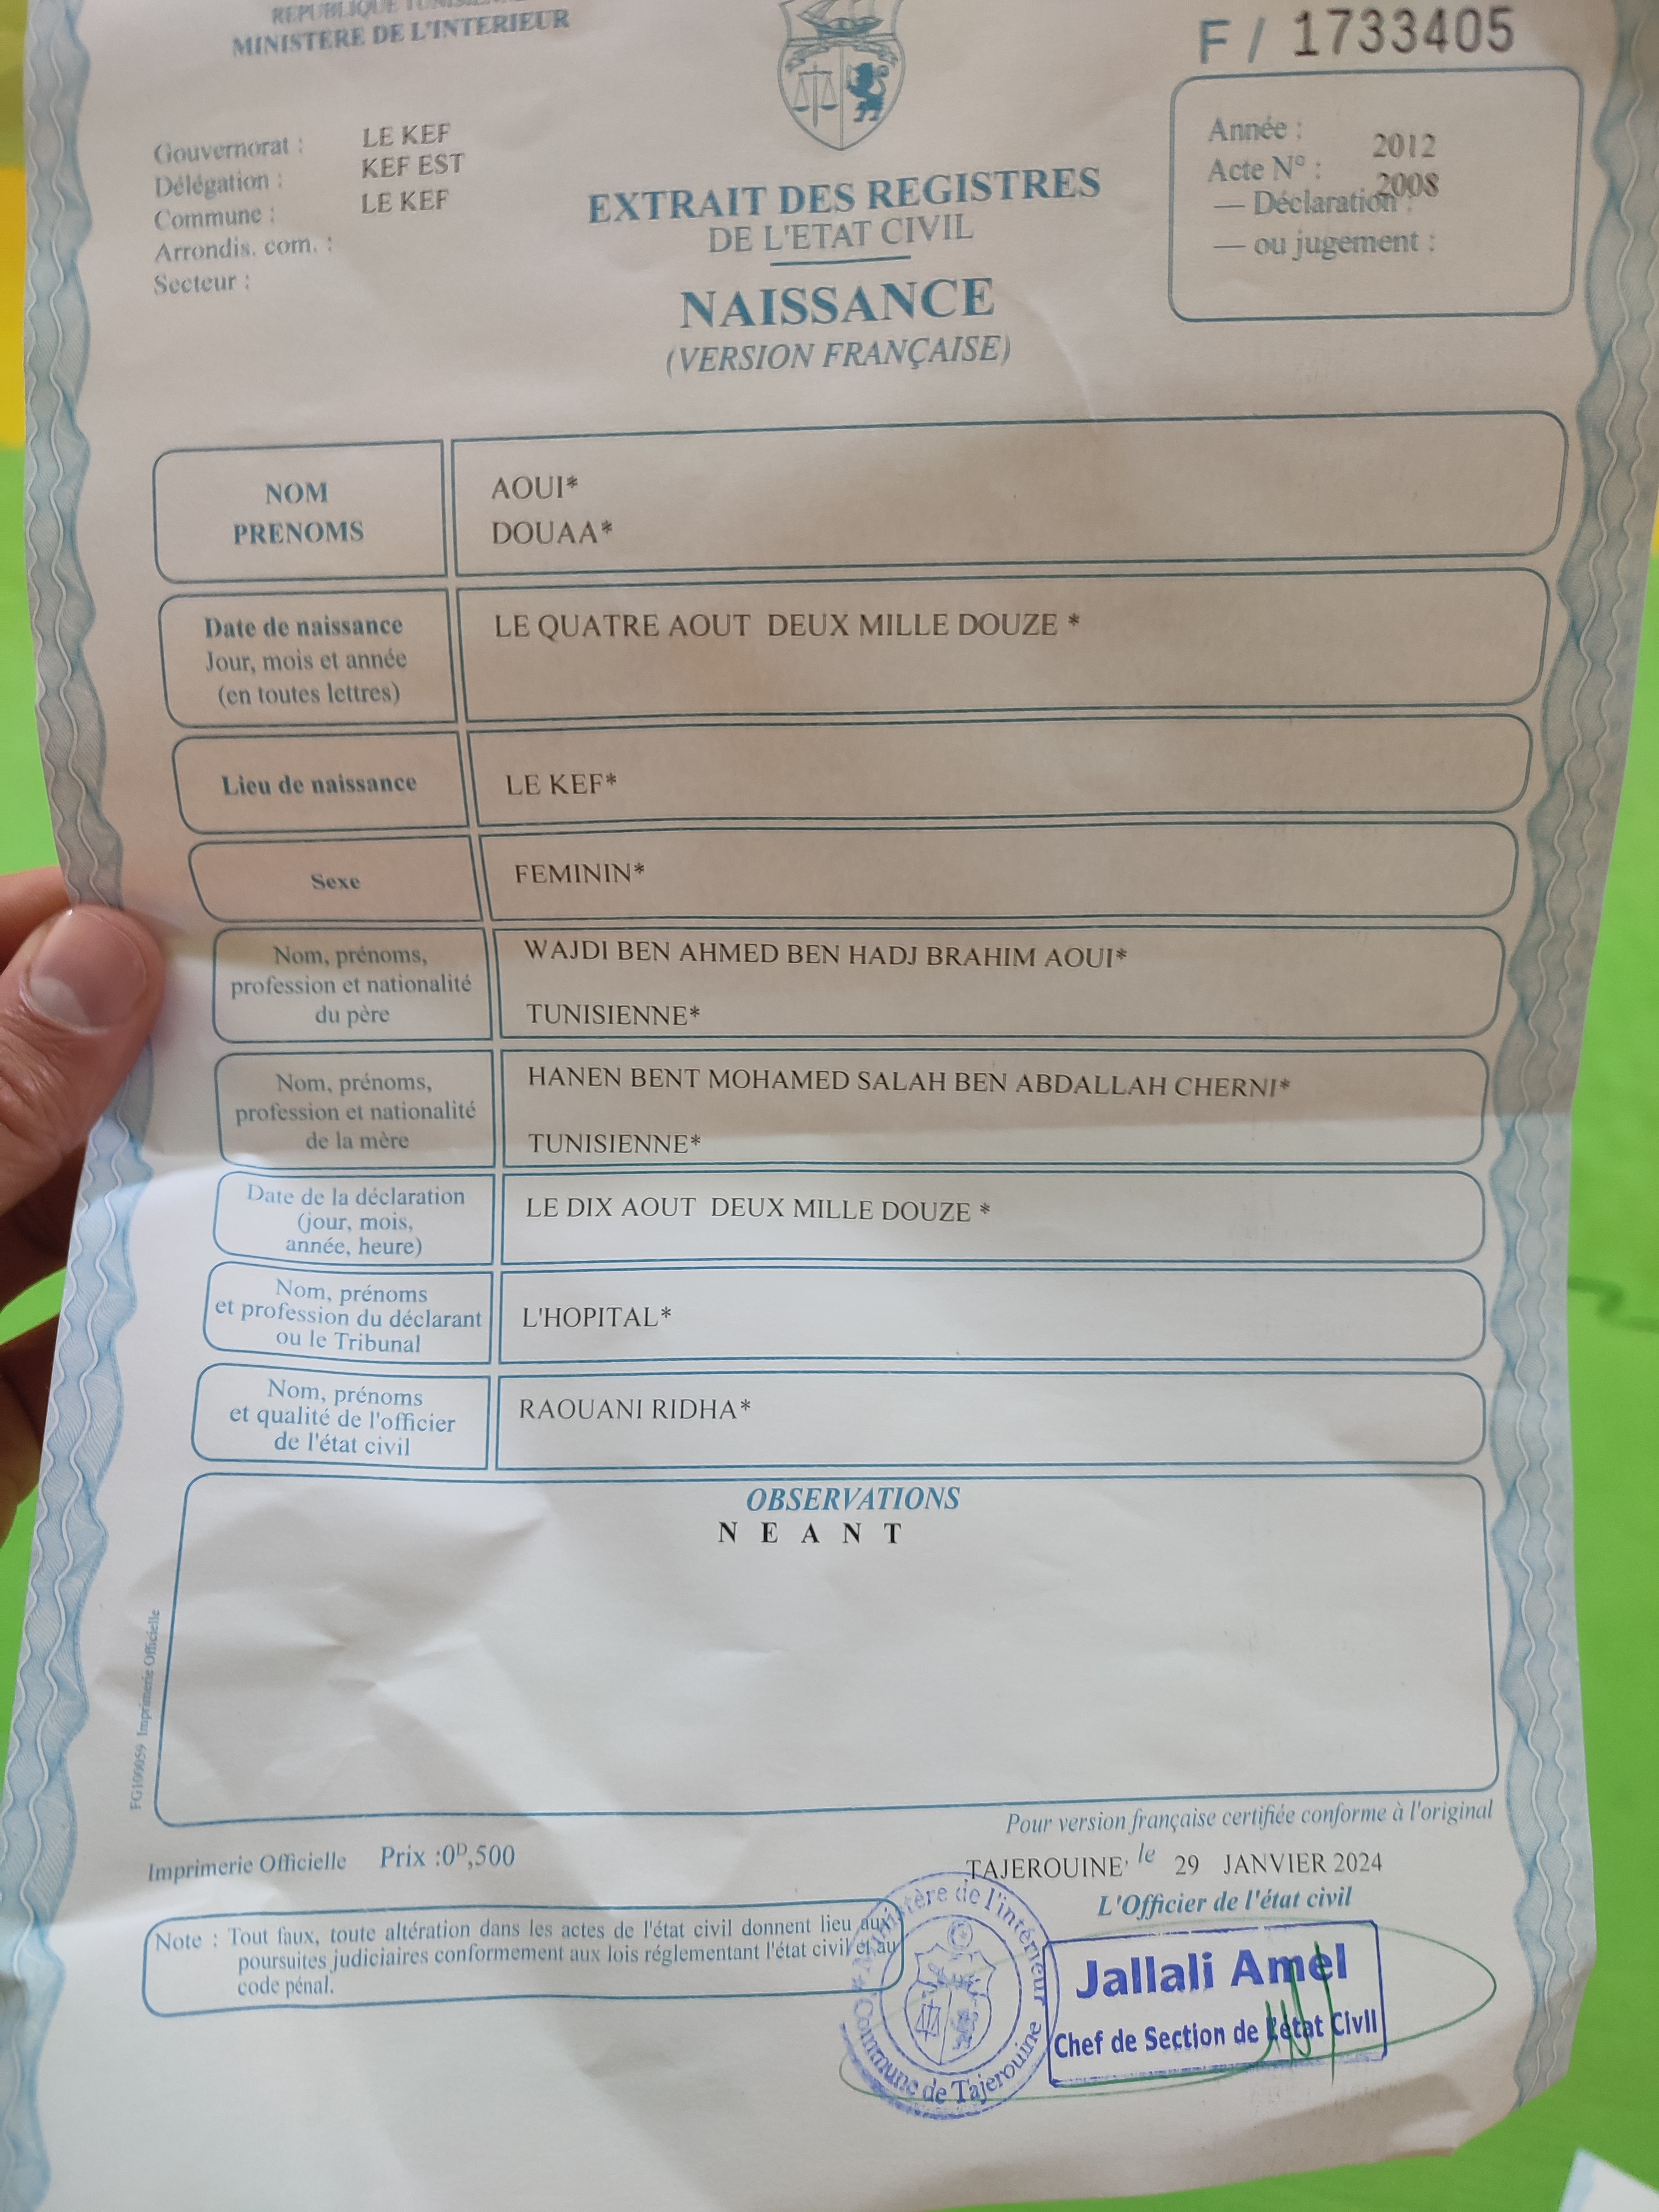 REPUBLIQUE TUNISIENNE
MINISTERE DE L'INTERIEUR
F / 1733405
Gouvernorat : LE KEF
Délégation : KEF EST
Commune : LE KEF
Arrondis. com. :
Secteur :
EXTRAIT DES REGISTRES
DE L'ETAT CIVIL
NAISSANCE
(VERSION FRANÇAISE)
Année : 2012
Acte N° : 2008
— Déclaration :
— ou jugement :
NOM AOUI*
PRENOMS DOUAA*
Date de naissance LE QUATRE AOUT DEUX MILLE DOUZE *
Jour, mois et année
(en toutes lettres)
Lieu de naissance LE KEF*
Sexe FEMININ*
Nom, prénoms, WAJDI BEN AHMED BEN HADJ BRAHIM AOUI*
profession et nationalité
du père TUNISIENNE*
Nom, prénoms, HANEN BENT MOHAMED SALAH BEN ABDALLAH CHERNI*
profession et nationalité
de la mère TUNISIENNE*
Date de la déclaration LE DIX AOUT DEUX MILLE DOUZE *
(jour, mois,
année, heure)
Nom, prénoms
et profession du déclarant L'HOPITAL*
ou le Tribunal
Nom, prénoms RAOUANI RIDHA*
et qualité de l'officier
de l'état civil
OBSERVATIONS
N E A N T
FG100059 Imprimerie Officielle
Pour version française certifiée conforme à l'original
Imprimerie Officielle Prix :0D,500
TAJEROUINE, le 29 JANVIER 2024
L'Officier de l'état civil
Note : Tout faux, toute altération dans les actes de l'état civil donnent lieu aux
poursuites judiciaires conformement aux lois réglementant l'état civil et au
code pénal.
Ministère de l'intérieur
Commune de Tajerouine
Jallali Amel
Chef de Section de l'état Civil